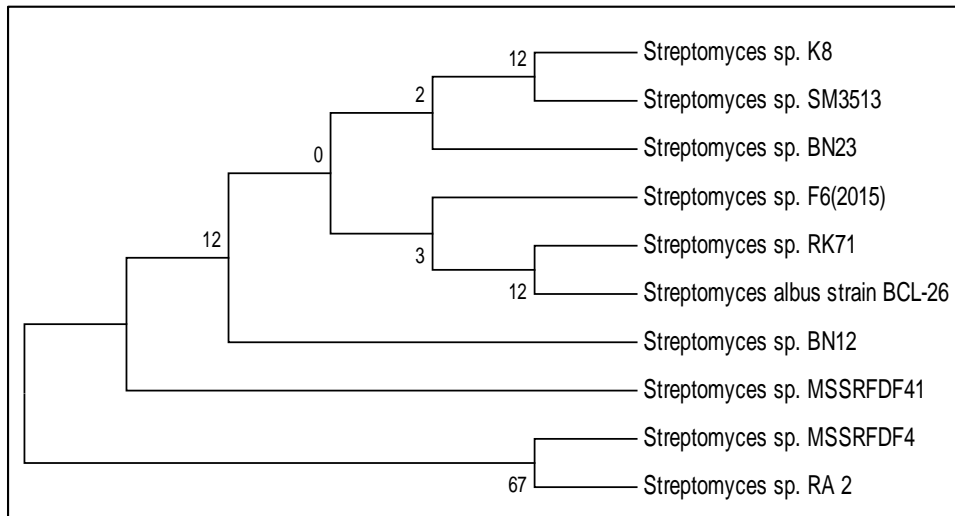 12
Streptomyces sp. K8
Streptomyces sp. SM3513
2
Streptomyces sp. BN23
0
Streptomyces sp. F6(2015)
12
3
Streptomyces sp. RK71
12
Streptomyces albus strain BCL-26
Streptomyces sp. BN12
Streptomyces sp. MSSRFDF41
Streptomyces sp. MSSRFDF4
67
Streptomyces sp. RA 2